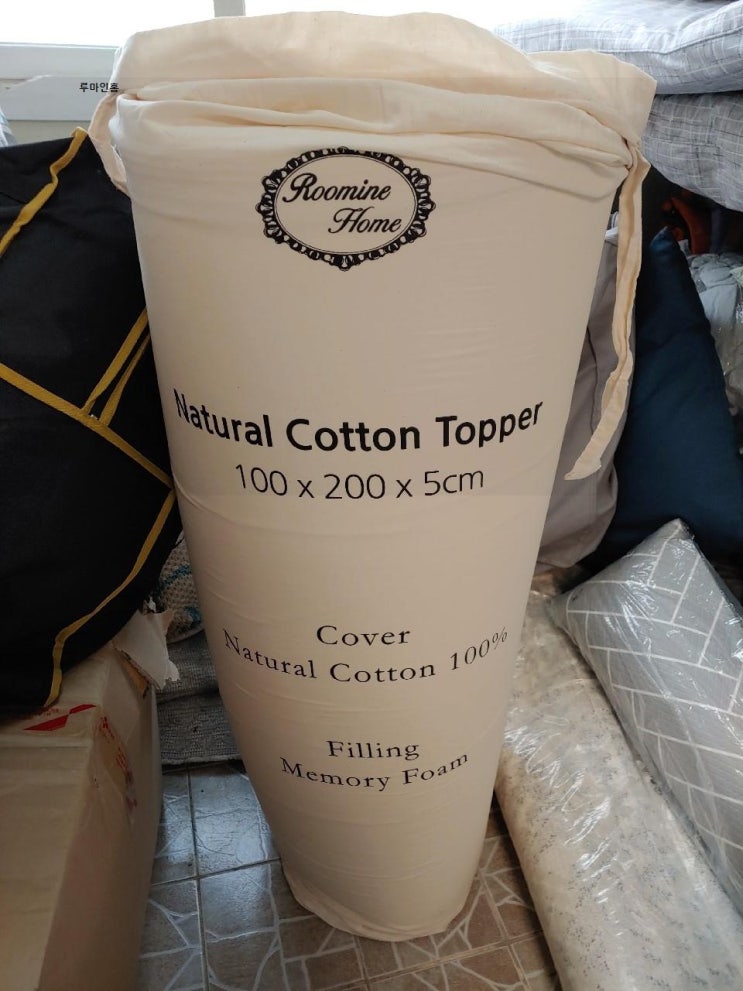 루마인홈
Roomine
Home
Natural Cotton Topper
100 x 200 x 5cm
Cover
Natural Cotton 100%
Filling
Memory Foam